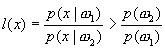 l(x) = p(x | ω₁) / p(x | ω₂) > p(ω₂) / p(ω₁)